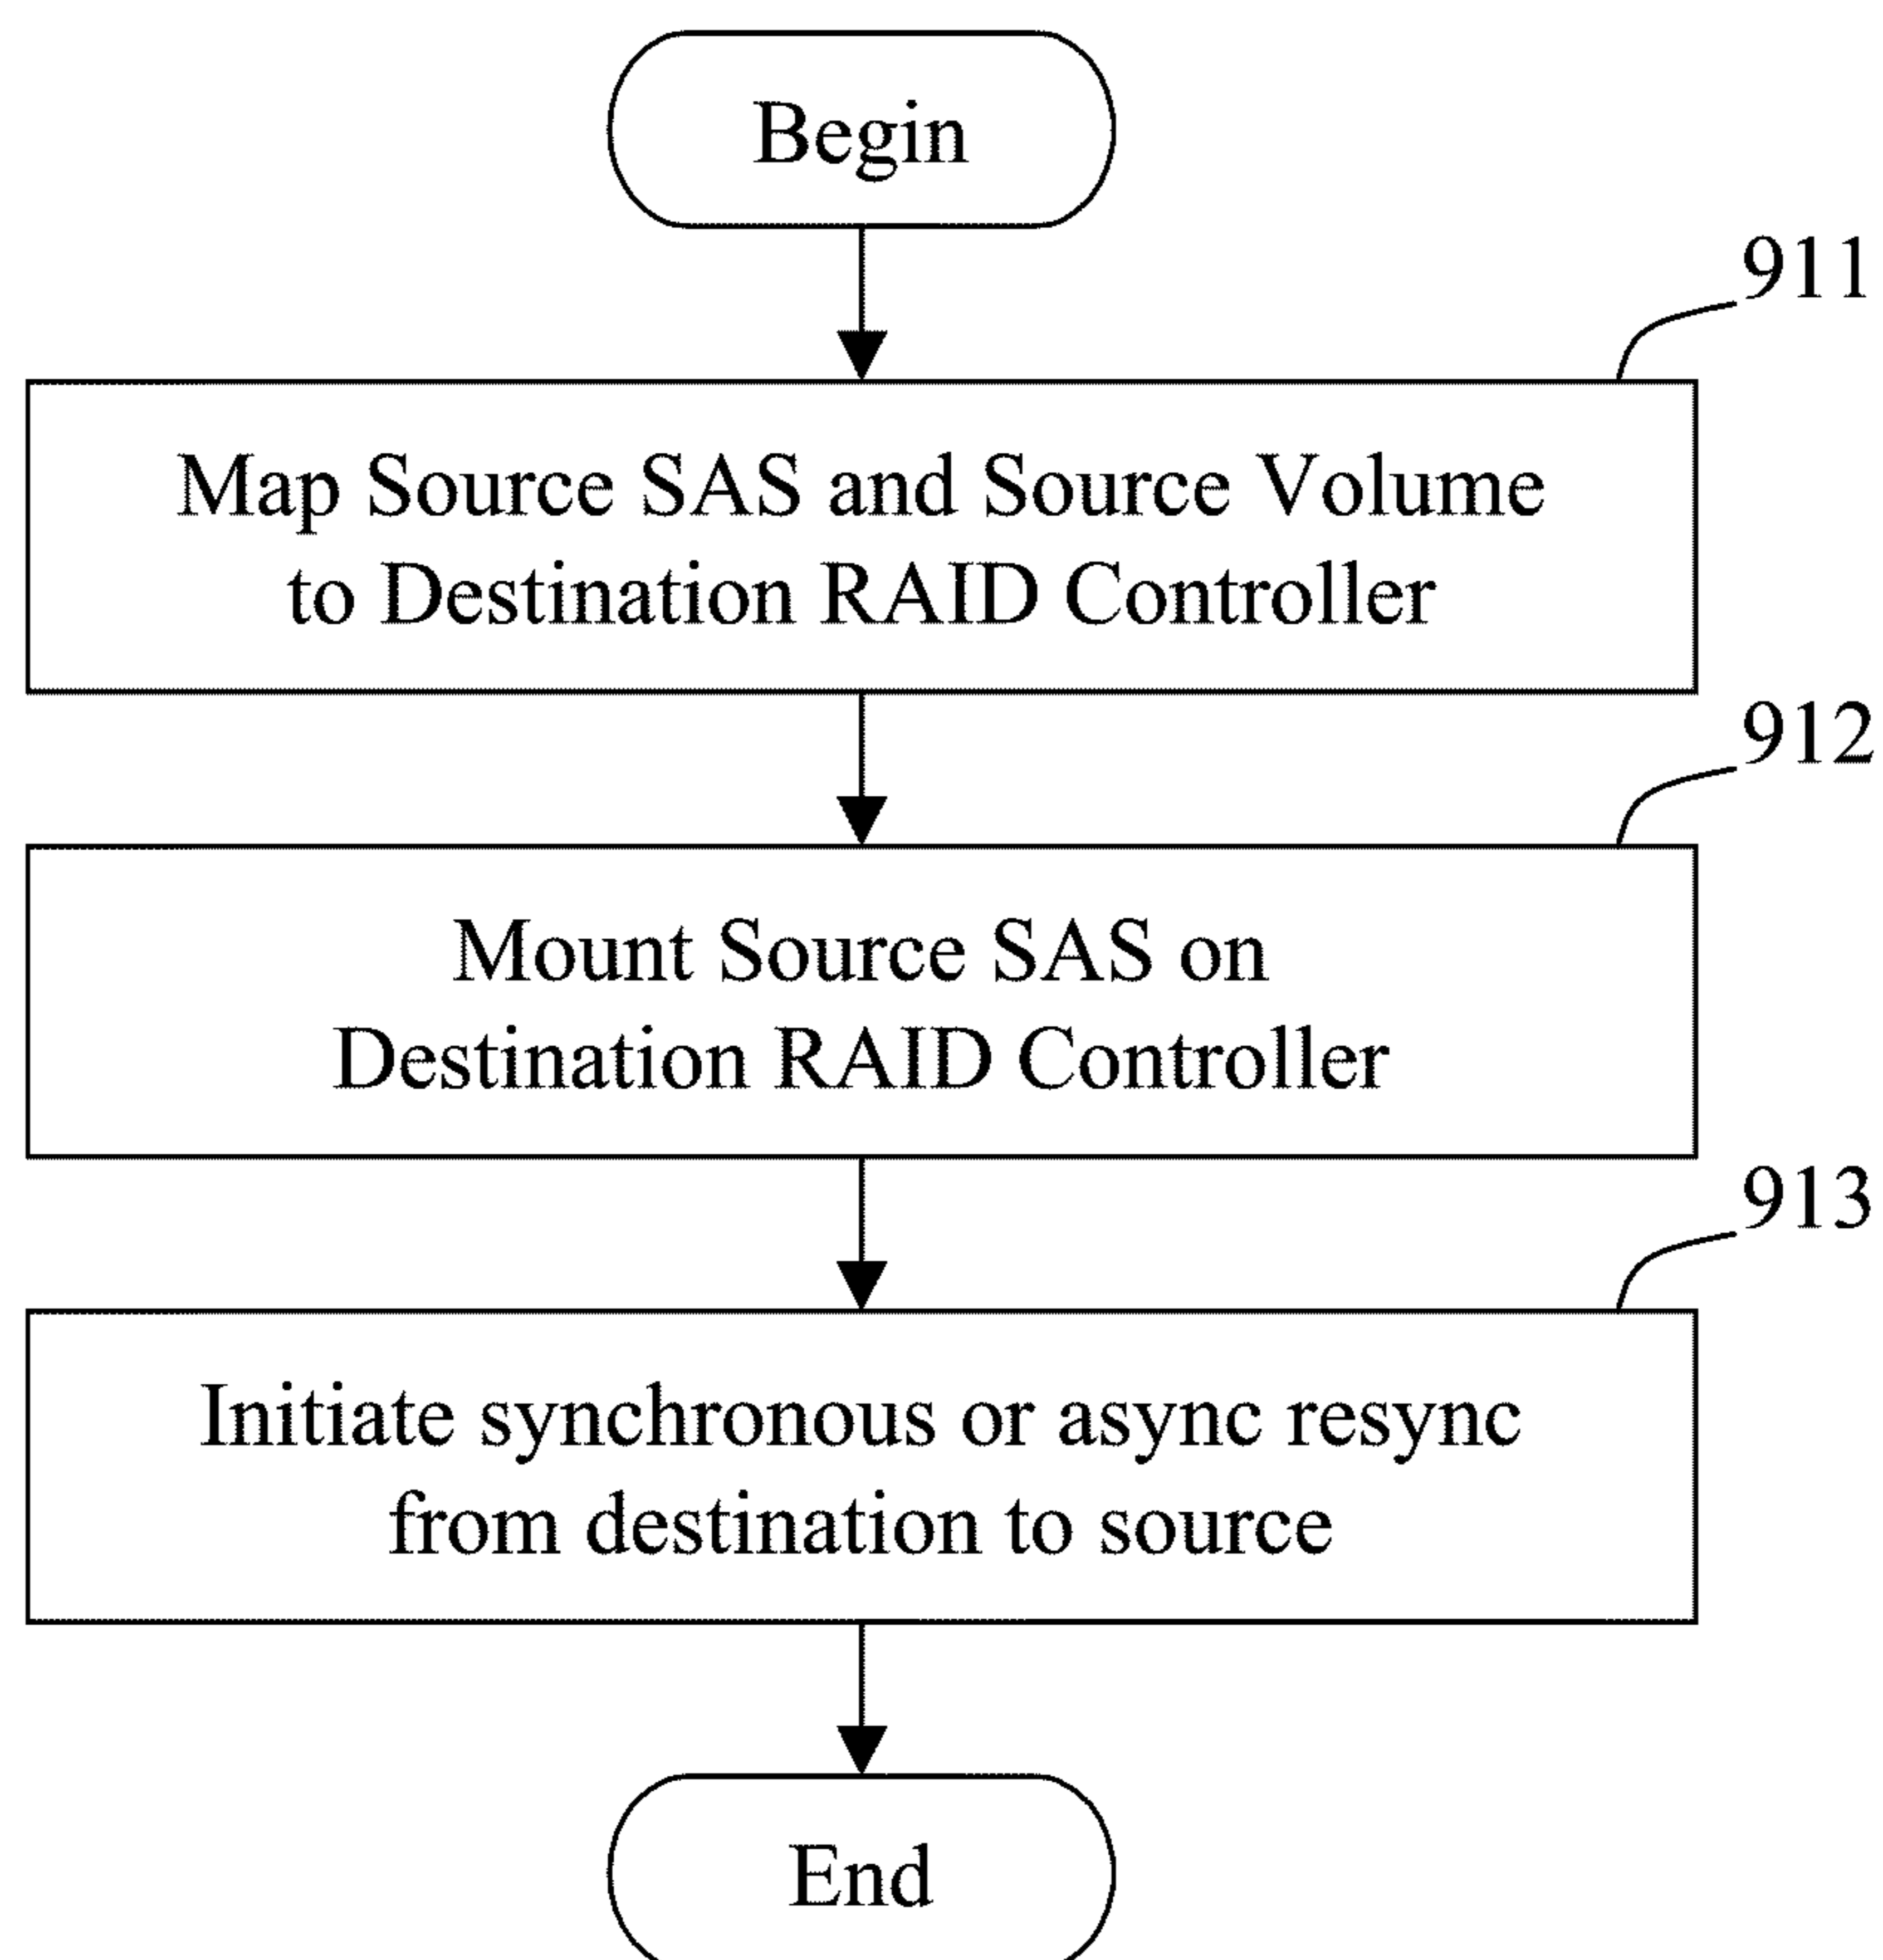 Begin
911
Map Source SAS and Source Volume
to Destination RAID Controller
912
Mount Source SAS on
Destination RAID Controller
913
Initiate synchronous or async resync
from destination to source
End